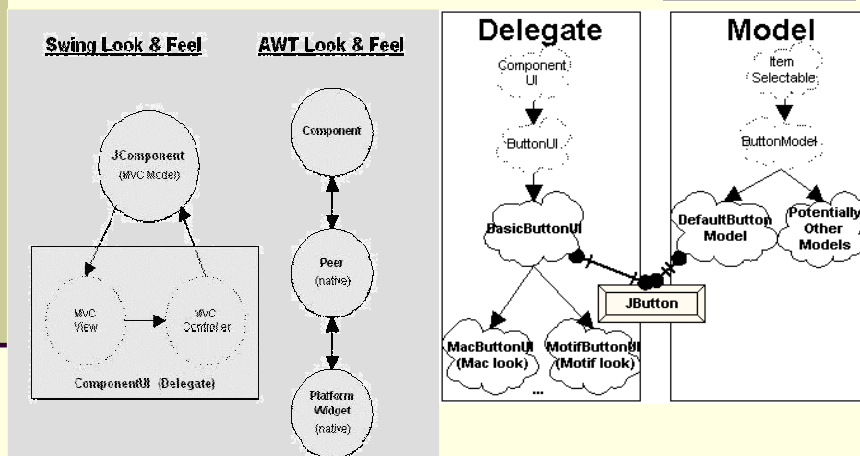 Swing Look & Feel
JComponent
(MVC Model)
MVC
View
MVC
Controller
ComponentUI (Delegate)
AWT Look & Feel
Component
Peer
(native)
Platform
Widget
(native)
Delegate
Component
UI
ButtonUI
BasicButtonUI
MacButtonUI
(Mac look)
...
MotifButtonUI
(Motif look)
Model
Item
Selectable
ButtonModel
DefaultButton
Model
Potentially
Other
Models
JButton